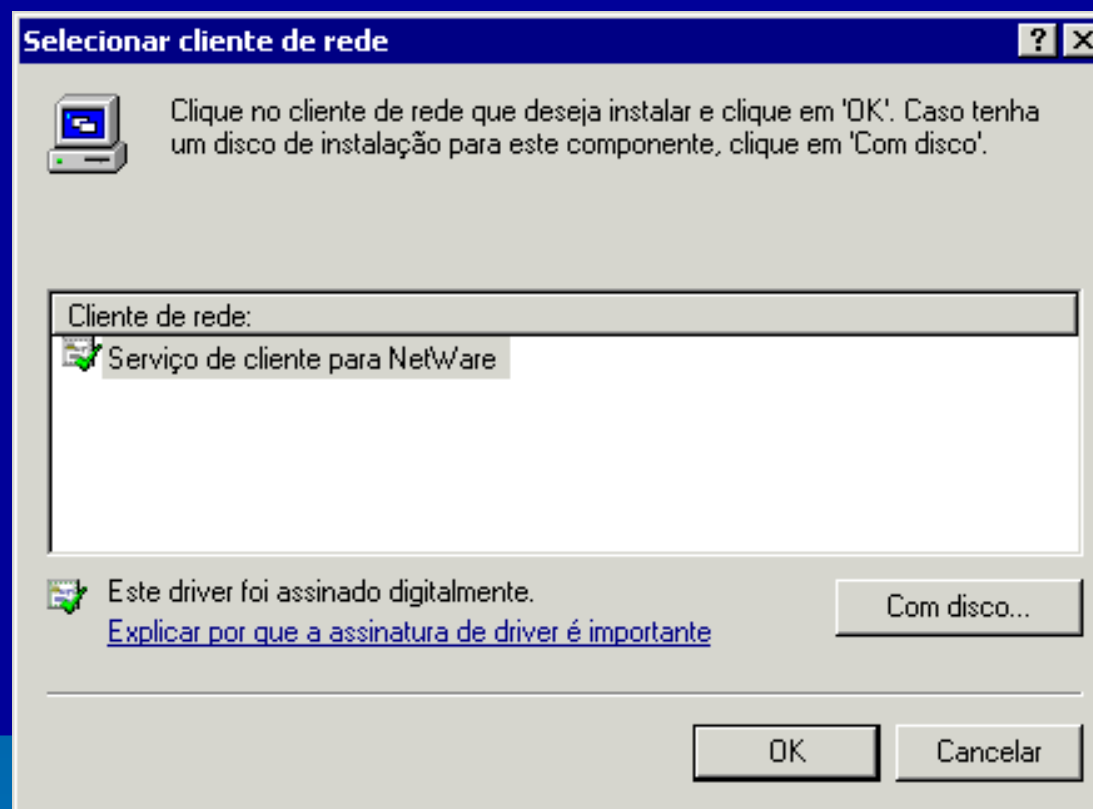 Selecionar cliente de rede
Clique no cliente de rede que deseja instalar e clique em 'OK'. Caso tenha
um disco de instalação para este componente, clique em 'Com disco'.
Cliente de rede:
Serviço de cliente para NetWare
Este driver foi assinado digitalmente.
Explicar por que a assinatura de driver é importante
Com disco...
OK
Cancelar